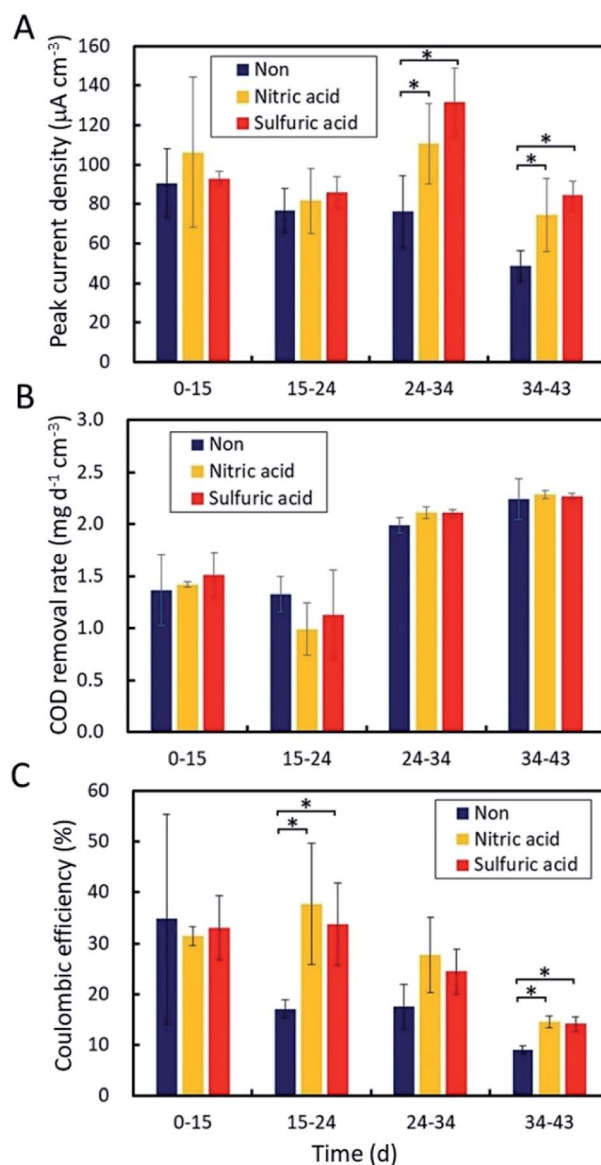 A
Peak current density (μA cm⁻³)
160
140
120
100
80
60
40
20
0
Non
Nitric acid
Sulfuric acid
*
*
*
*
0-15
15-24
24-34
34-43
B
COD removal rate (mg d⁻¹ cm⁻³)
3.0
2.5
2.0
1.5
1.0
0.5
0.0
Non
Nitric acid
Sulfuric acid
0-15
15-24
24-34
34-43
C
Coulombic efficiency (%)
60
50
40
30
20
10
0
Non
Nitric acid
Sulfuric acid
*
*
*
*
0-15
15-24
24-34
34-43
Time (d)